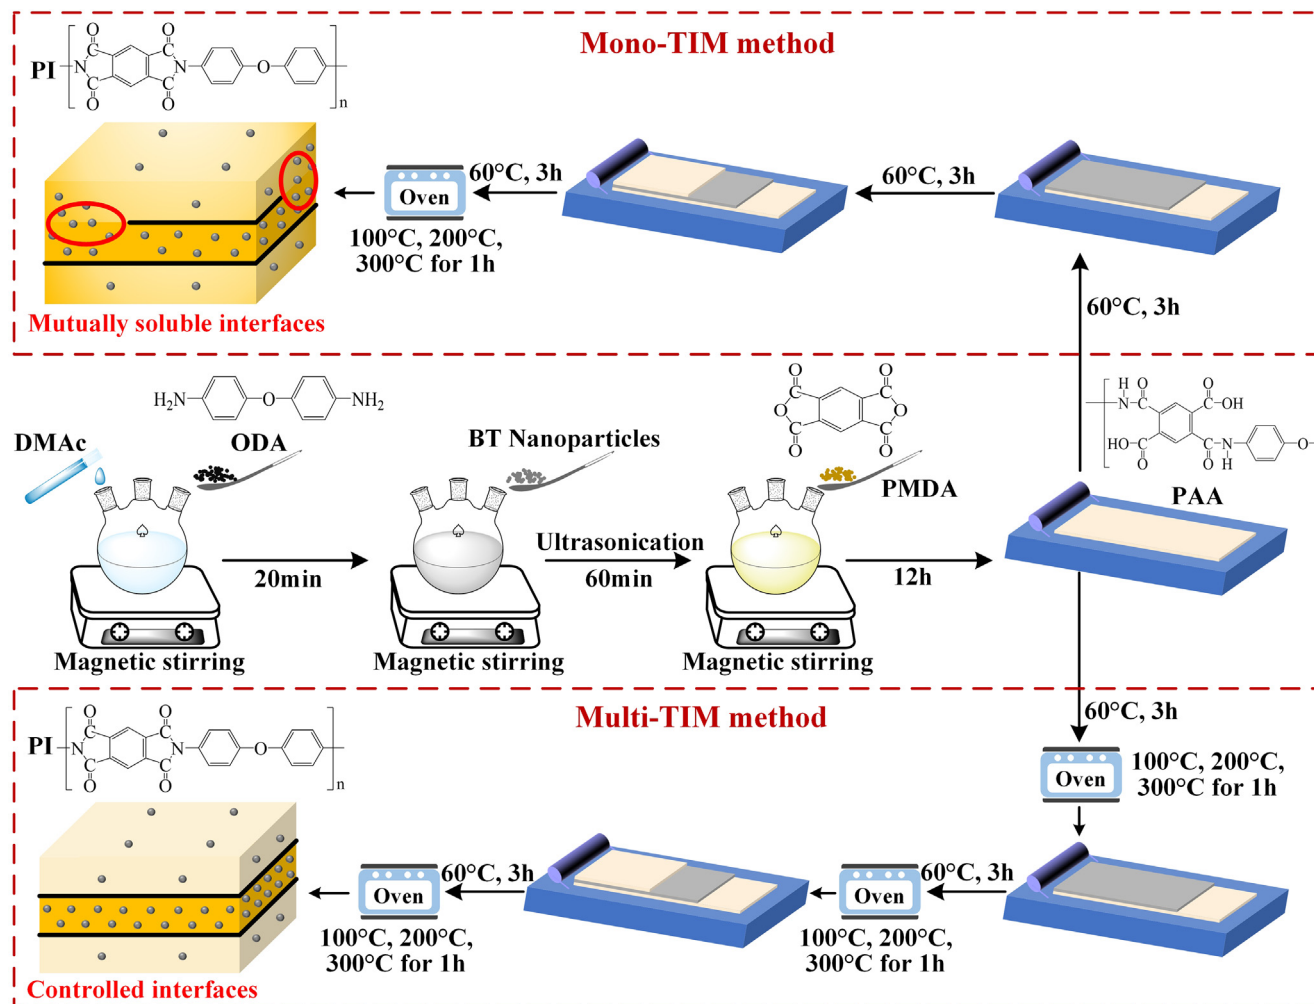 Mono-TIM method
PI
O O
N N O
O O
n
60°C, 3h
Oven
100°C, 200°C,
300°C for 1h
60°C, 3h
Mutually soluble interfaces
60°C, 3h
DMAc
H₂N O NH₂
ODA
BT Nanoparticles
O O
O O
O O
PMDA
H O O
N C C OH
HO C C N O
O O H
PAA
20min
Ultrasonication
60min
12h
Magnetic stirring
Magnetic stirring
Magnetic stirring
Multi-TIM method
60°C, 3h
PI
O O
N N O
O O
n
Oven
100°C, 200°C,
300°C for 1h
60°C, 3h
Oven
100°C, 200°C,
300°C for 1h
60°C, 3h
Oven
100°C, 200°C,
300°C for 1h
Controlled interfaces